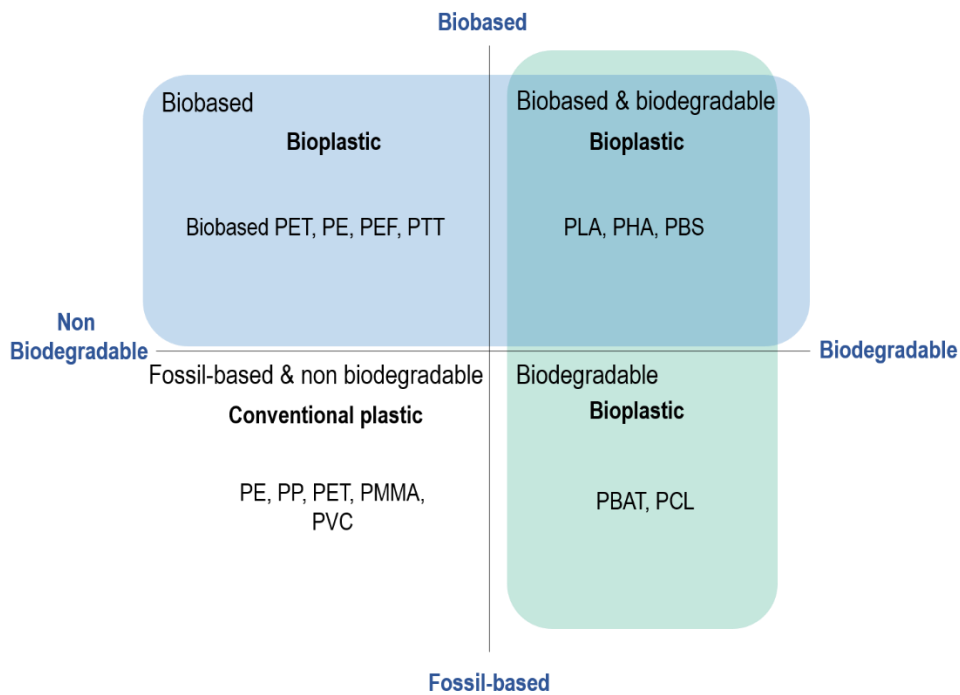 Biobased
Biobased
Bioplastic
Biobased PET, PE, PEF, PTT
Biobased & biodegradable
Bioplastic
PLA, PHA, PBS
Non
Biodegradable
Biodegradable
Fossil-based & non biodegradable
Conventional plastic
PE, PP, PET, PMMA,
PVC
Biodegradable
Bioplastic
PBAT, PCL
Fossil-based